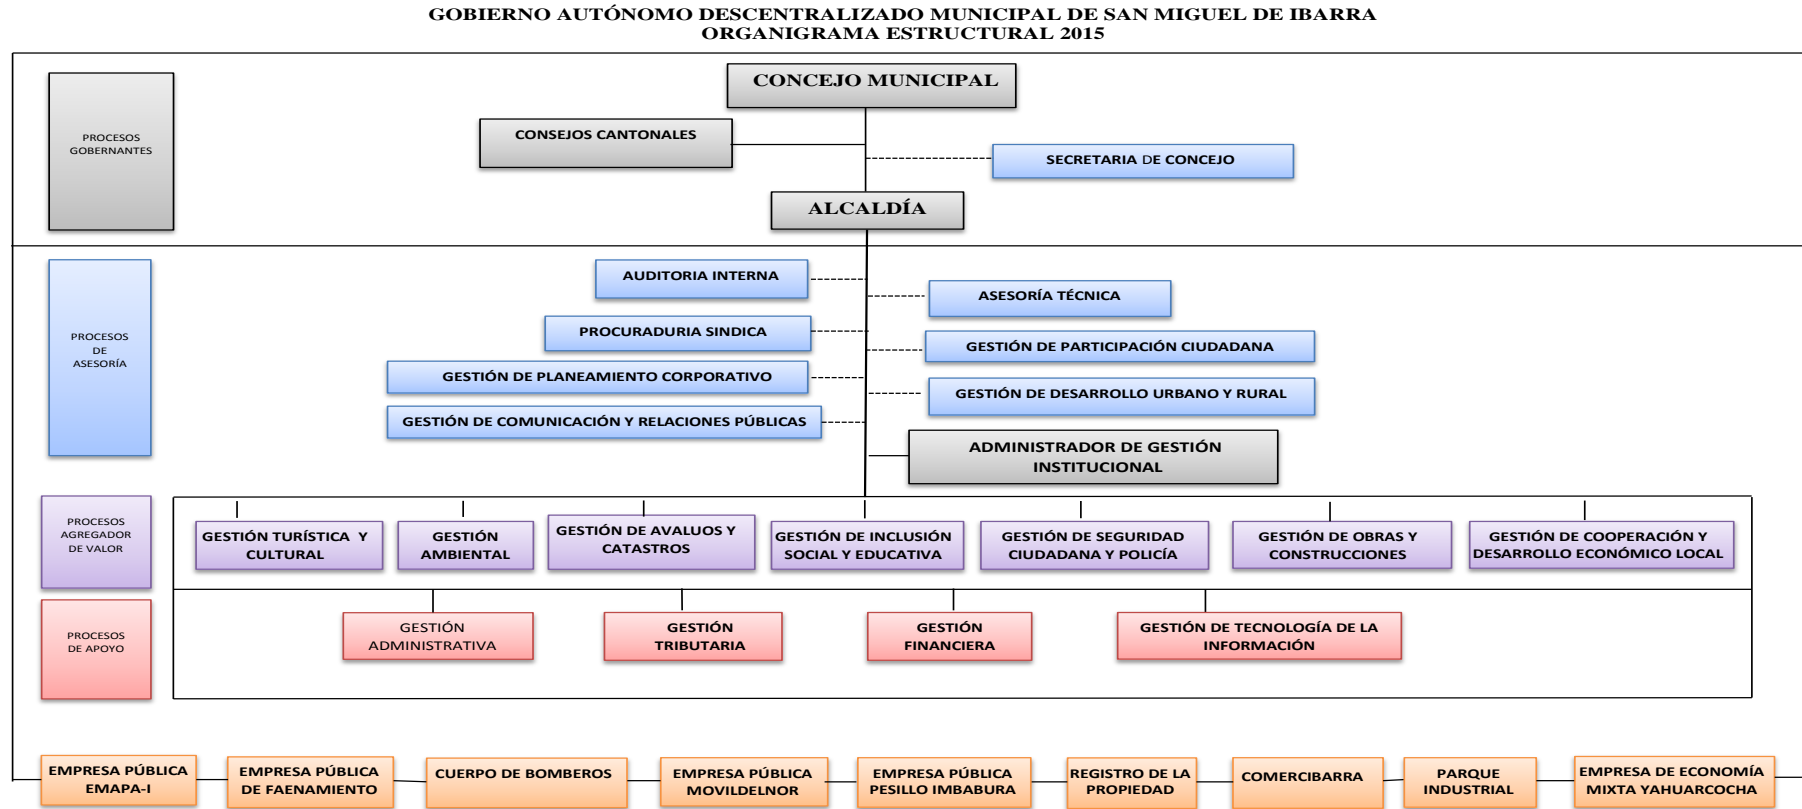 GOBIERNO AUTÓNOMO DESCENTRALIZADO MUNICIPAL DE SAN MIGUEL DE IBARRA
ORGANIGRAMA ESTRUCTURAL 2015
PROCESOS
GOBERNANTES
CONCEJO MUNICIPAL
CONSEJOS CANTONALES
SECRETARIA DE CONCEJO
ALCALDÍA
PROCESOS
DE
ASESORÍA
AUDITORIA INTERNA
ASESORÍA TÉCNICA
PROCURADURIA SINDICA
GESTIÓN DE PARTICIPACIÓN CIUDADANA
GESTIÓN DE PLANEAMIENTO CORPORATIVO
GESTIÓN DE DESARROLLO URBANO Y RURAL
GESTIÓN DE COMUNICACIÓN Y RELACIONES PÚBLICAS
ADMINISTRADOR DE GESTIÓN
INSTITUCIONAL
PROCESOS
AGREGADOR
DE VALOR
GESTIÓN TURÍSTICA Y
CULTURAL
GESTIÓN
AMBIENTAL
GESTIÓN DE AVALUOS Y
CATASTROS
GESTIÓN DE INCLUSIÓN
SOCIAL Y EDUCATIVA
GESTIÓN DE SEGURIDAD
CIUDADANA Y POLICÍA
GESTIÓN DE OBRAS Y
CONSTRUCCIONES
GESTIÓN DE COOPERACIÓN Y
DESARROLLO ECONÓMICO LOCAL
PROCESOS
DE APOYO
GESTIÓN
ADMINISTRATIVA
GESTIÓN
TRIBUTARIA
GESTIÓN
FINANCIERA
GESTIÓN DE TECNOLOGÍA DE LA
INFORMACIÓN
EMPRESA PÚBLICA
EMAPA-I
EMPRESA PÚBLICA
DE FAENAMIENTO
CUERPO DE BOMBEROS
EMPRESA PÚBLICA
MOVILDELNOR
EMPRESA PÚBLICA
PESILLO IMBABURA
REGISTRO DE LA
PROPIEDAD
COMERCIBARRA
PARQUE
INDUSTRIAL
EMPRESA DE ECONOMÍA
MIXTA YAHUARCOCHA